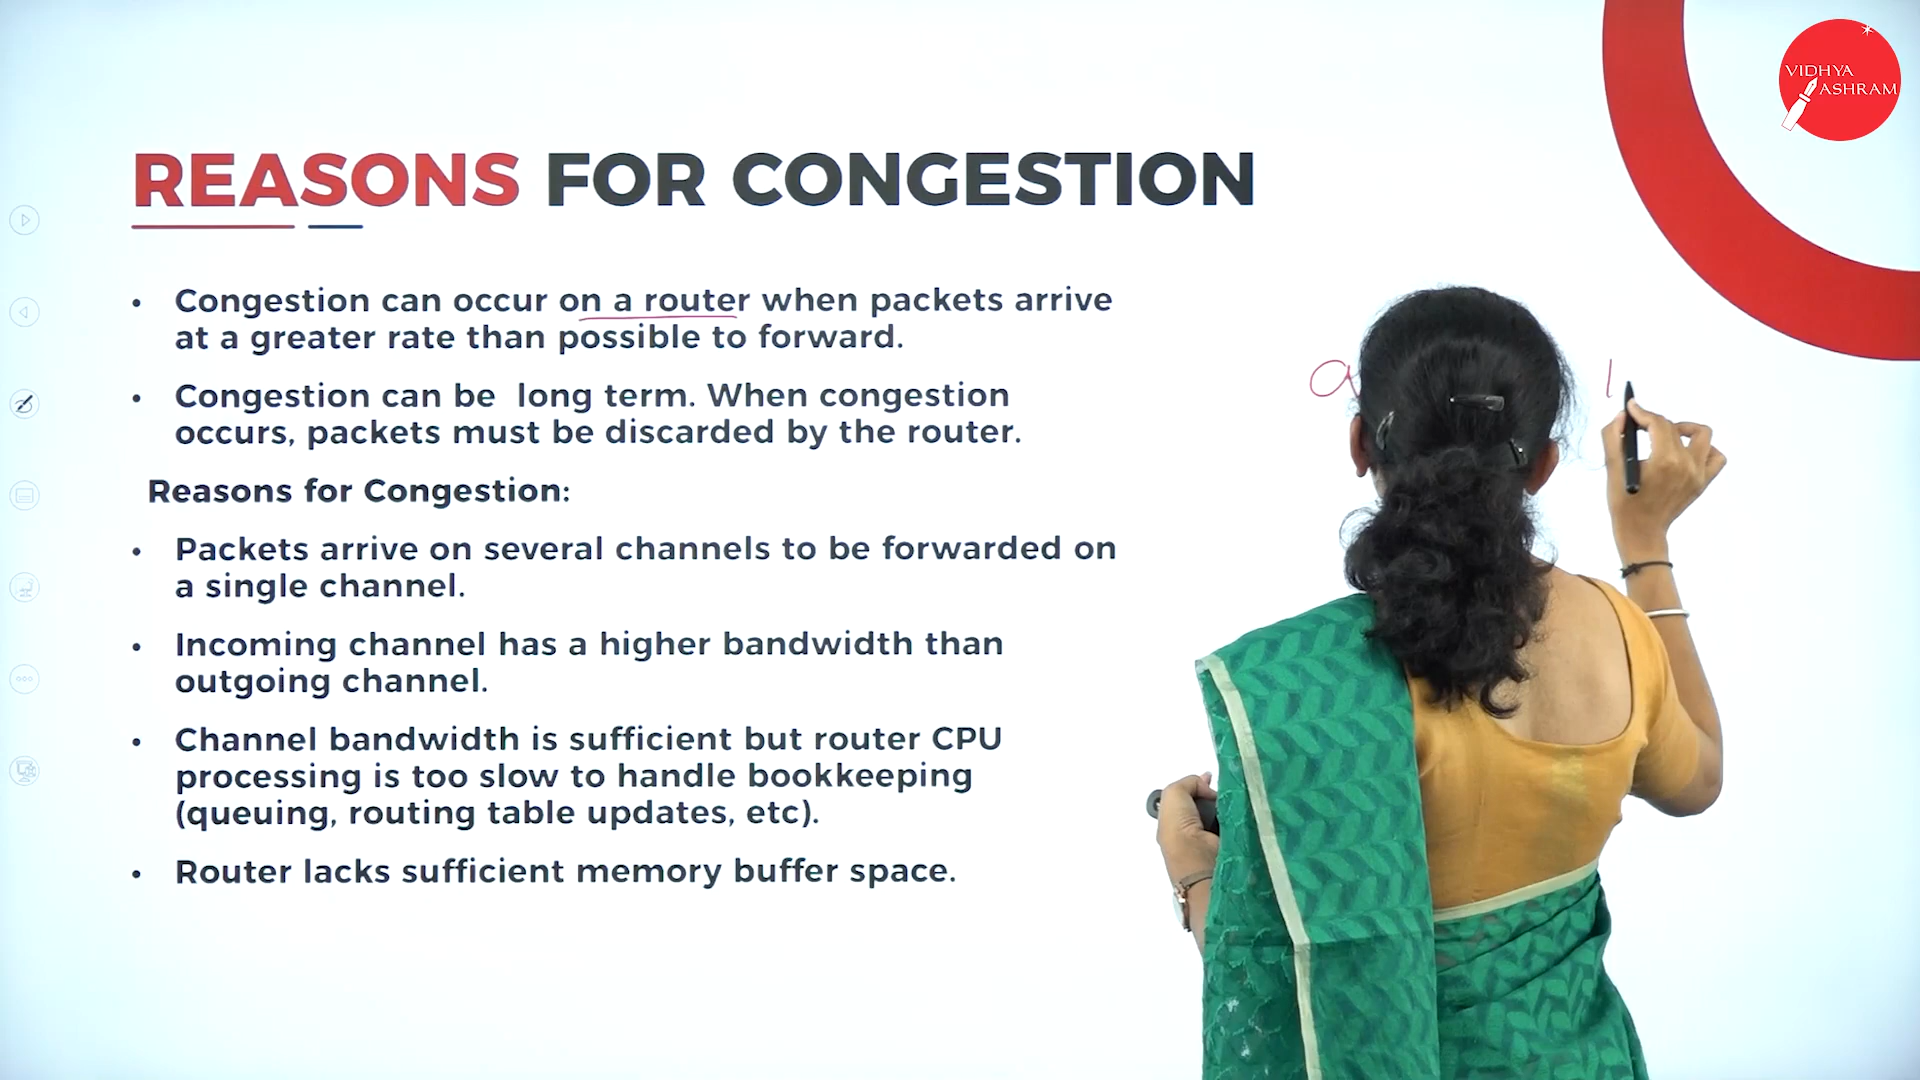 VIDHYA
ASHRAM
REASONS FOR CONGESTION
• Congestion can occur on a router when packets arrive
at a greater rate than possible to forward.
• Congestion can be long term. When congestion
occurs, packets must be discarded by the router.
Reasons for Congestion:
• Packets arrive on several channels to be forwarded on
a single channel.
• Incoming channel has a higher bandwidth than
outgoing channel.
• Channel bandwidth is sufficient but router CPU
processing is too slow to handle bookkeeping
(queuing, routing table updates, etc).
• Router lacks sufficient memory buffer space.